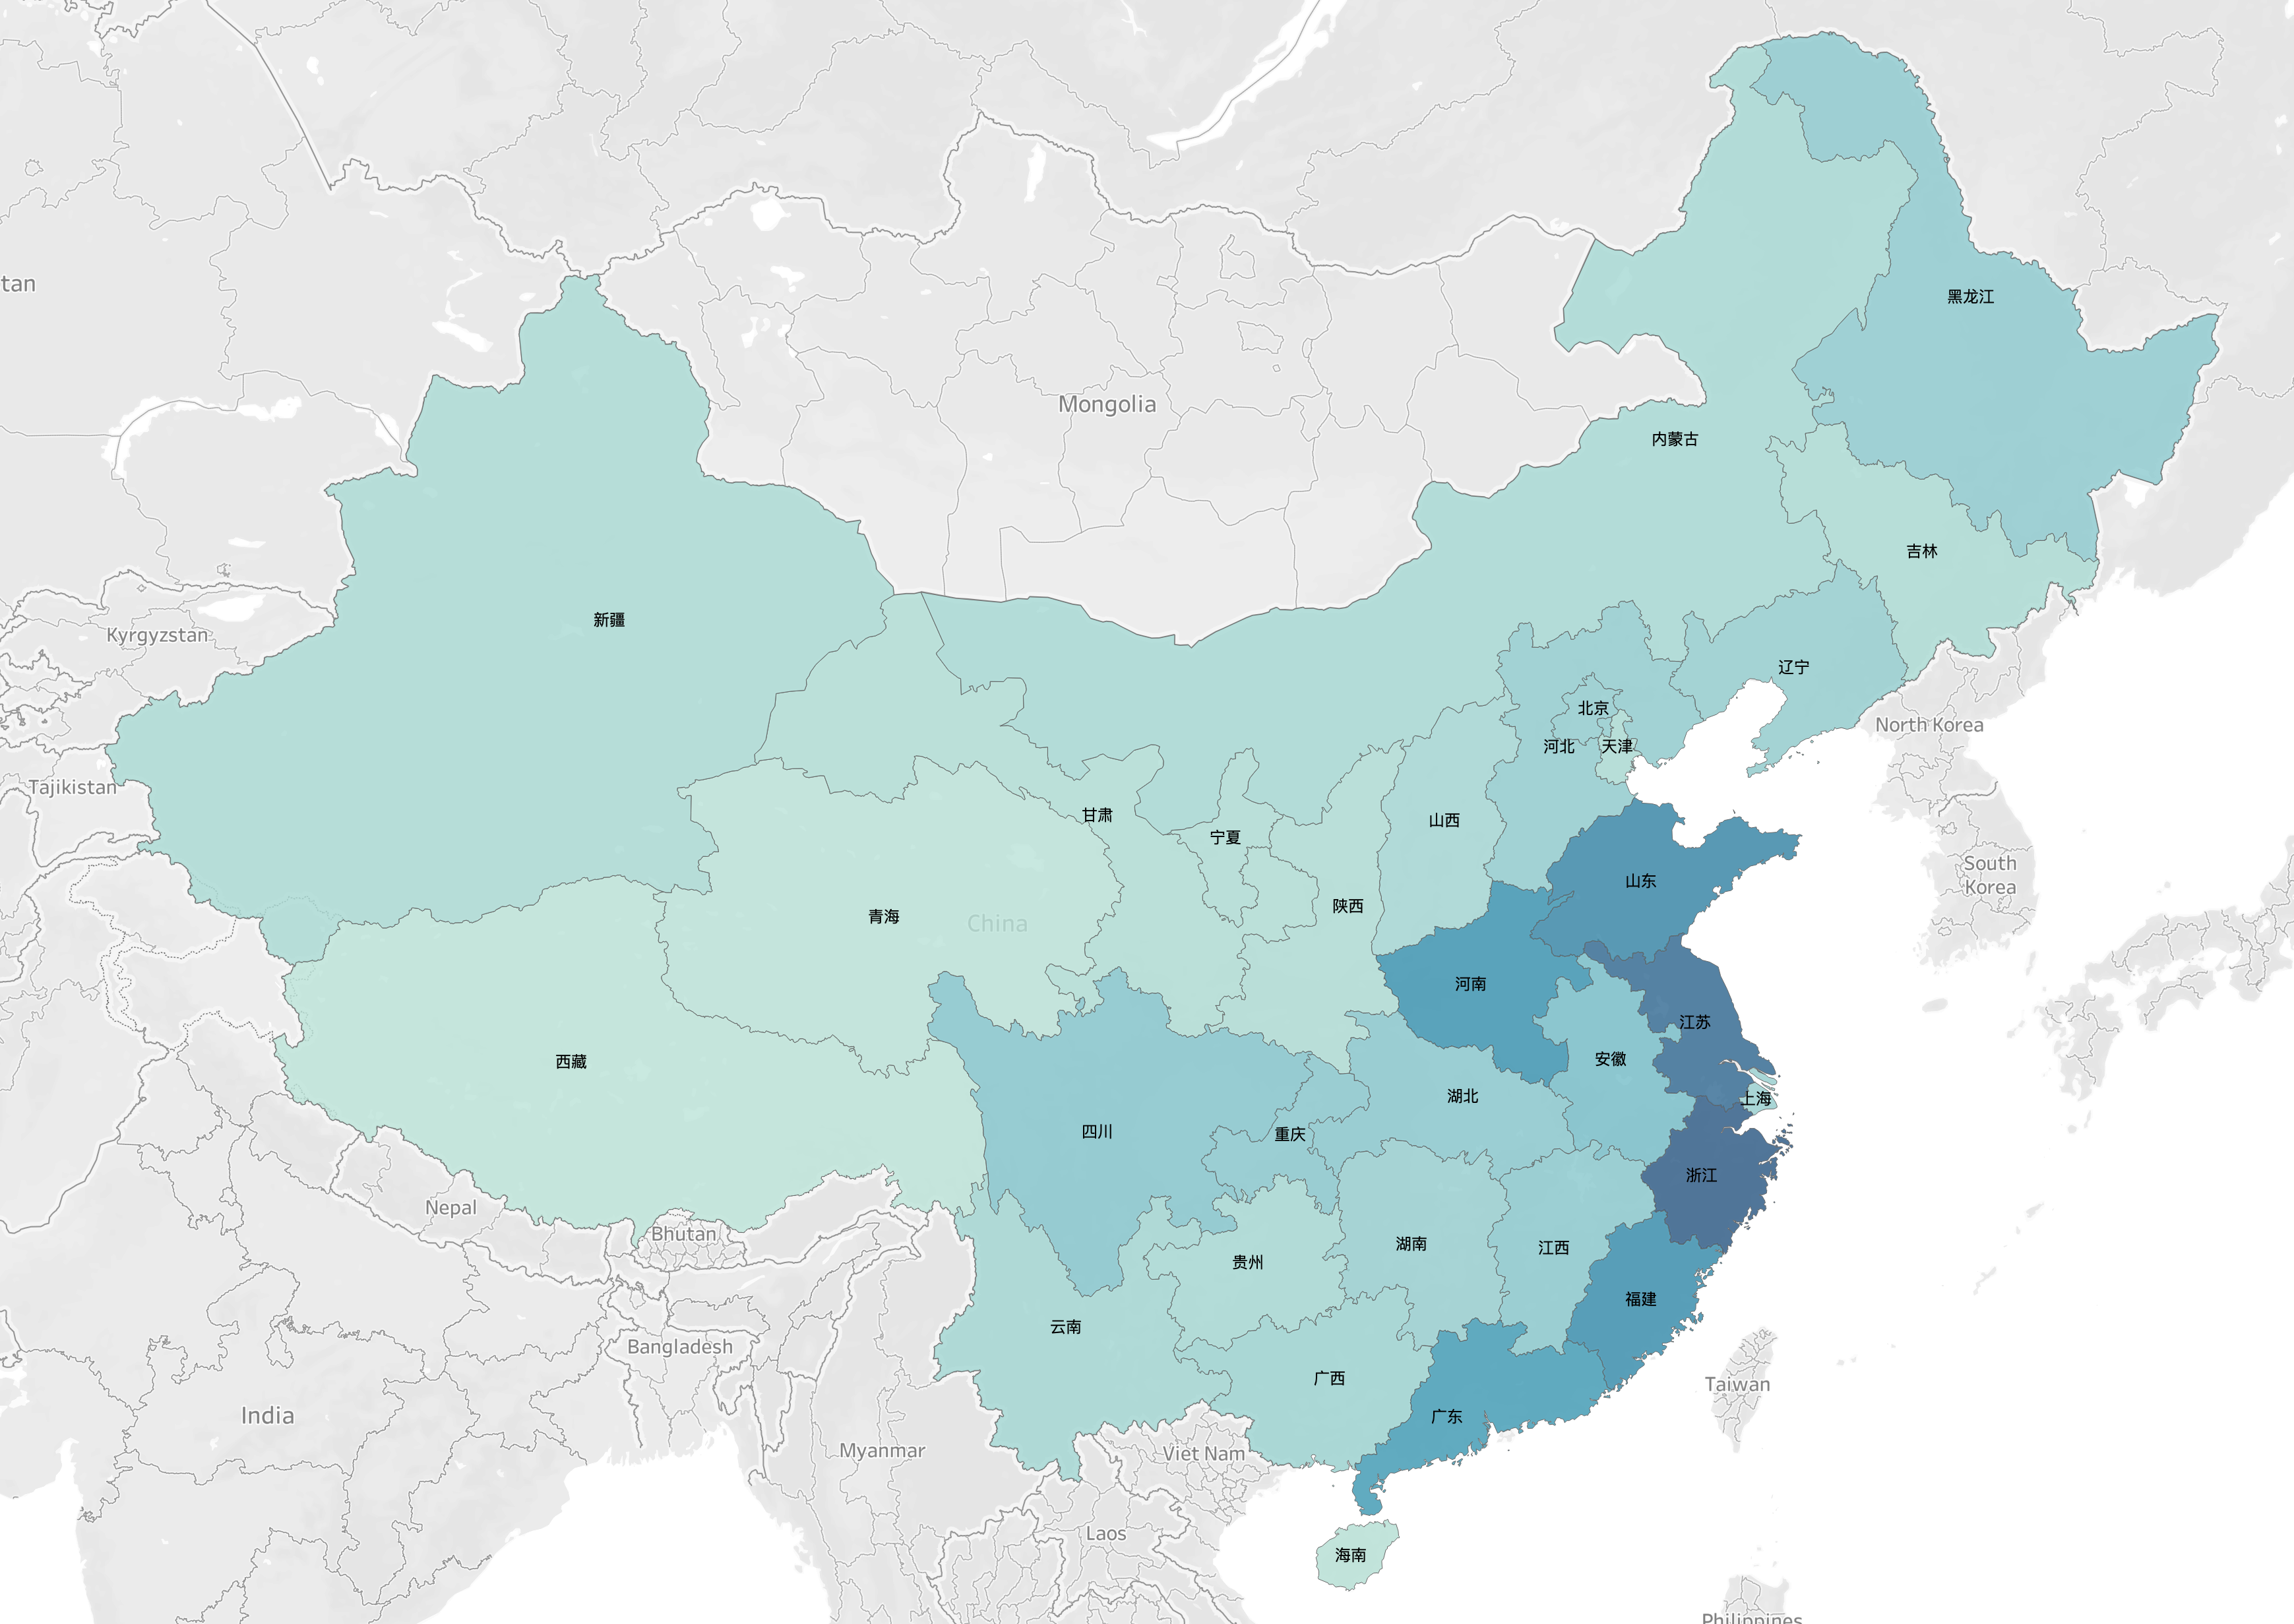 tan
黑龙江
Mongolia
内蒙古
吉林
新疆
Kyrgyzstan
辽宁
北京
North Korea
河北
天津
Tajikistan
甘肃
山西
宁夏
South
Korea
山东
陕西
青海
China
河南
江苏
安徽
西藏
湖北
上海
四川
重庆
浙江
Nepal
Bhutan
湖南
江西
贵州
福建
云南
Bangladesh
广西
Taiwan
India
广东
Myanmar
Viet Nam
Laos
海南
Philippines